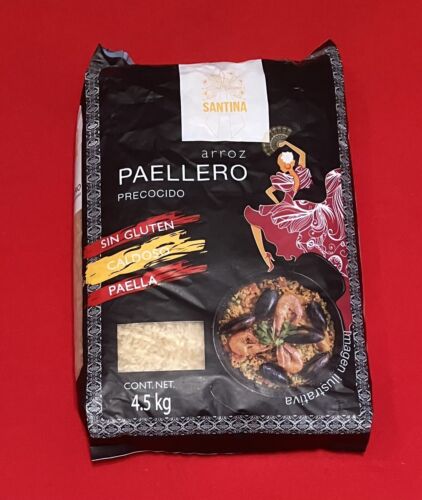 SANTINA
arroz
PAELLERO
PRECOCIDO
SIN GLUTEN
CALDOSO
PAELLA
CONT. NET.
4.5 kg
Imagen ilustrativa